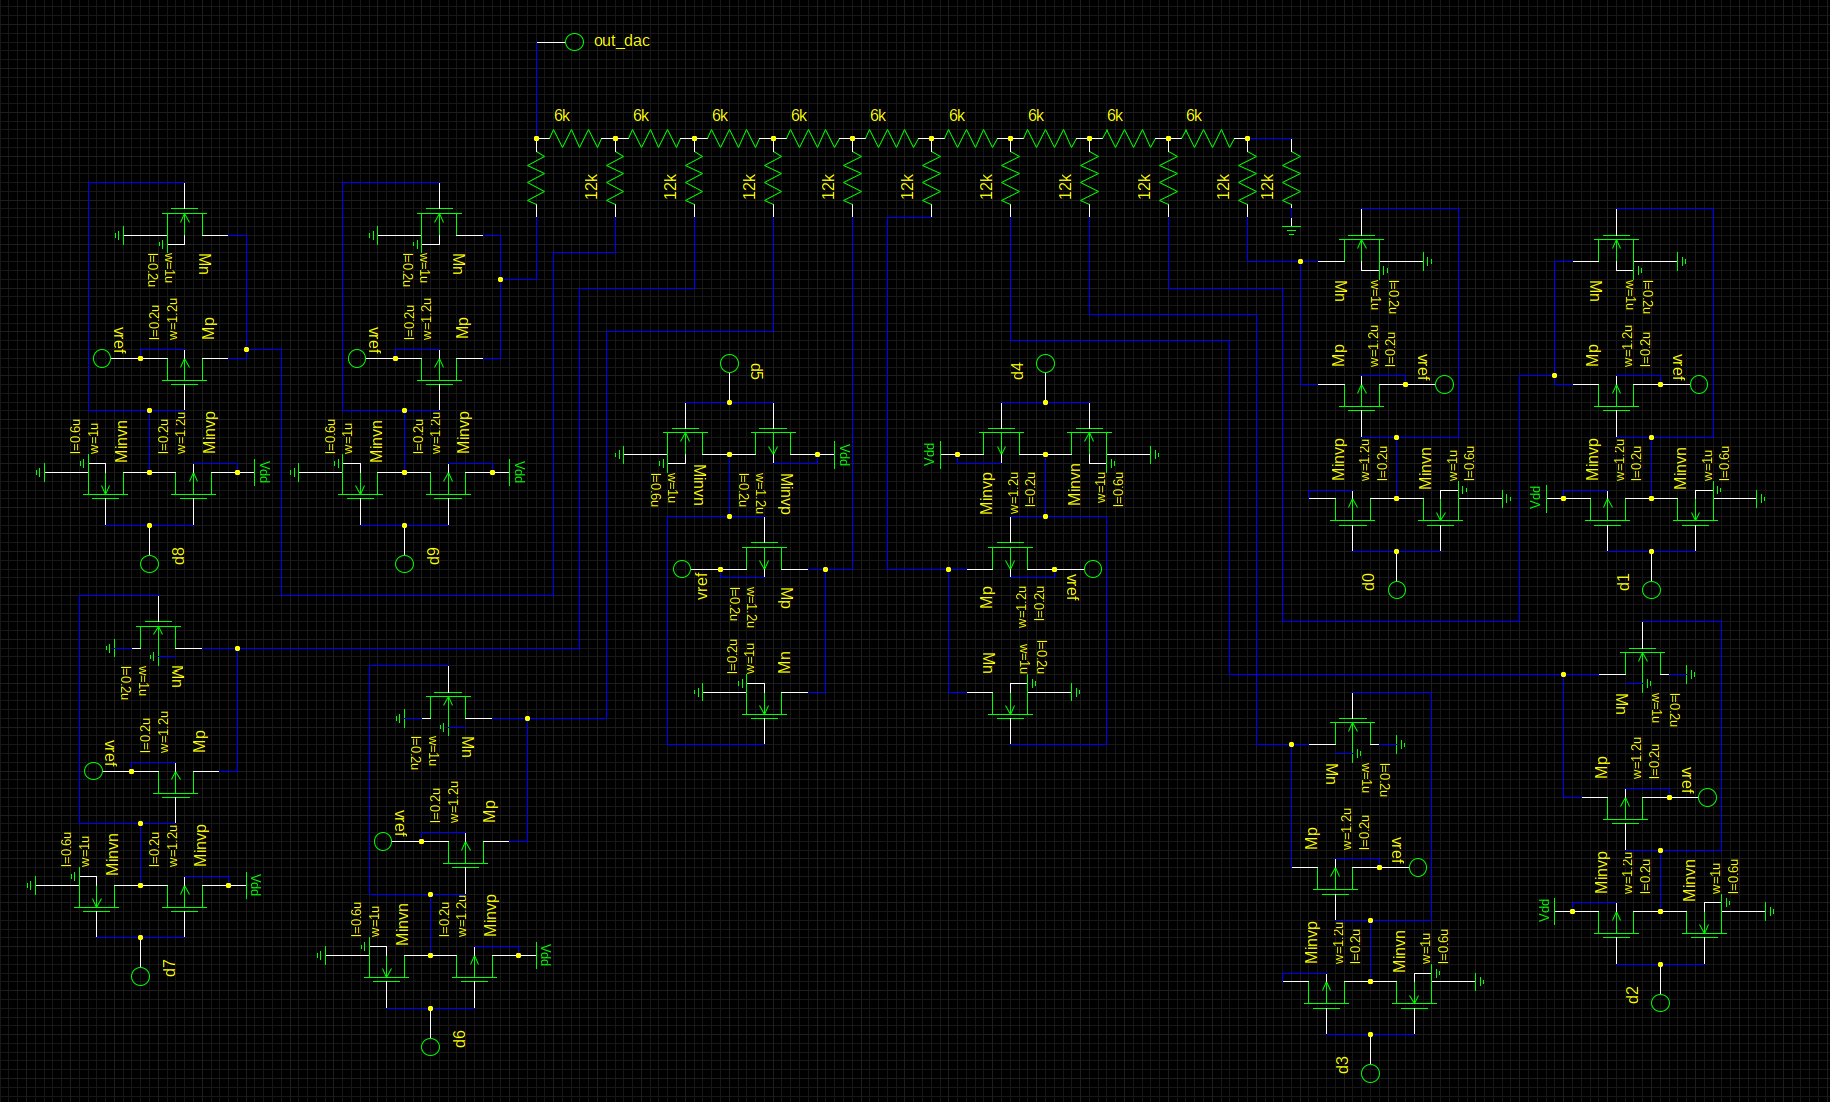 out_dac
6k 6k 6k 6k 6k 6k 6k 6k 6k
12k 12k 12k 12k 12k 12k 12k 12k 12k 12k
Mn
w=1u
l=0.2u
vref
Mp
w=1.2u
l=0.2u
Minvn
w=1u
l=0.6u
Minvp
w=1.2u
l=0.2u
Vdd
d8
Mn
w=1u
l=0.2u
vref
Mp
w=1.2u
l=0.2u
Minvn
w=1u
l=0.6u
Minvp
w=1.2u
l=0.2u
Vdd
d9
d5
Minvn
w=1u
l=0.6u
Minvp
w=1.2u
l=0.2u
Vdd
vref
Mp
w=1.2u
l=0.2u
Mn
w=1u
l=0.2u
d4
Vdd
Minvp
w=1.2u
l=0.2u
Minvn
w=1u
l=0.6u
Mp
w=1.2u
l=0.2u
vref
Mn
w=1u
l=0.2u
Mn
w=1u
l=0.2u
Mp
w=1.2u
l=0.2u
vref
Minvp
w=1.2u
l=0.2u
Minvn
w=1u
l=0.6u
d0
Mn
w=1u
l=0.2u
Mp
w=1.2u
l=0.2u
vref
Vdd
Minvp
w=1.2u
l=0.2u
Minvn
w=1u
l=0.6u
d1
Mn
w=1u
l=0.2u
vref
Mp
w=1.2u
l=0.2u
Minvn
w=1u
l=0.6u
Minvp
w=1.2u
l=0.2u
Vdd
d7
Mn
w=1u
l=0.2u
vref
Mp
w=1.2u
l=0.2u
Minvn
w=1u
l=0.6u
Minvp
w=1.2u
l=0.2u
Vdd
d6
Mn
w=1u
l=0.2u
Mp
w=1.2u
l=0.2u
vref
Minvp
w=1.2u
l=0.2u
Minvn
w=1u
l=0.6u
d3
Mn
w=1u
l=0.2u
Mp
w=1.2u
l=0.2u
vref
Vdd
Minvp
w=1.2u
l=0.2u
Minvn
w=1u
l=0.6u
d2